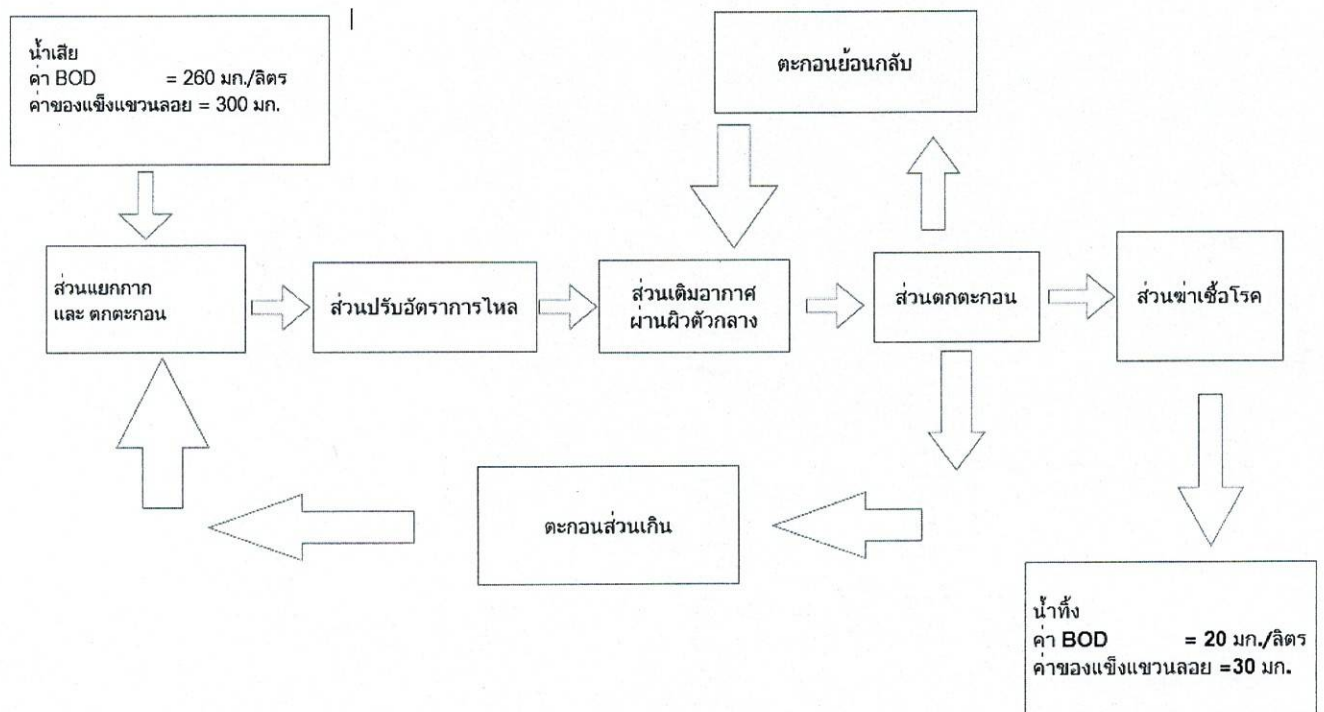 น้ำเสีย
ค่า BOD = 260 มก./ลิตร
ค่าของแข็งแขวนลอย = 300 มก.
ตะกอนย้อนกลับ
ส่วนแยกกาก
และ ตกตะกอน
ส่วนปรับอัตราการไหล
ส่วนเติมอากาศ
ผ่านผิวตัวกลาง
ส่วนตกตะกอน
ส่วนฆ่าเชื้อโรค
ตะกอนส่วนเกิน
น้ำทิ้ง
ค่า BOD = 20 มก./ลิตร
ค่าของแข็งแขวนลอย =30 มก.